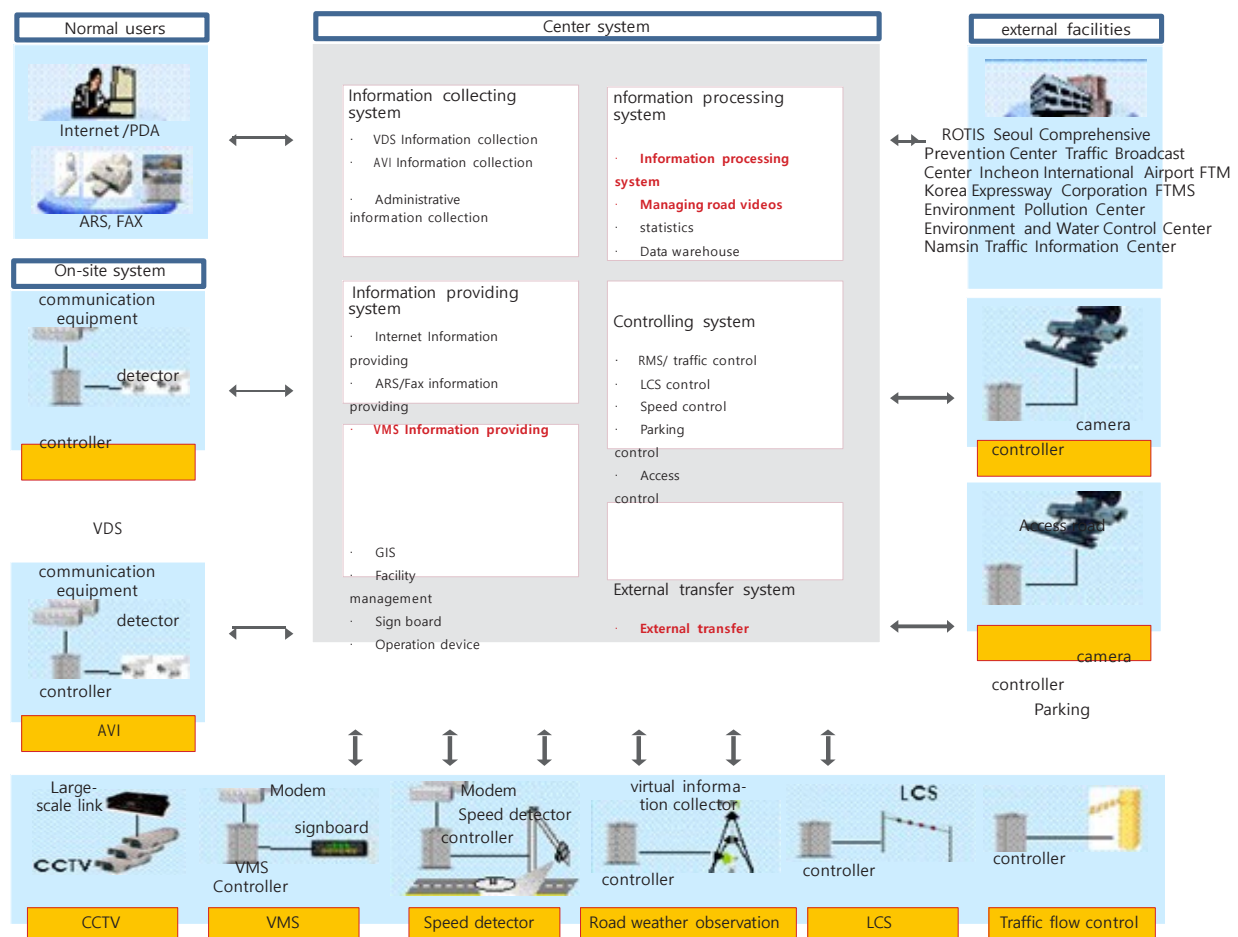 Normal users
Internet /PDA
ARS, FAX
On-site system
communication
equipment
detector
controller
VDS
communication
equipment
detector
controller
AVI
Center system
Information collecting
system
· VDS Information collection
· AVI Information collection
· Administrative
information collection
nformation processing
system
· Information processing
system
· Managing road videos
· statistics
· Data warehouse
Information providing
system
· Internet Information
providing
· ARS/Fax information
providing
· VMS Information providing
· GIS
· Facility
management
· Sign board
· Operation device
Controlling system
· RMS/ traffic control
· LCS control
· Speed control
· Parking
control
· Access
control
External transfer system
· External transfer
external facilities
ROTIS Seoul Comprehensive
Prevention Center Traffic Broadcast
Center Incheon International Airport FTM
Korea Expressway Corporation FTMS
Environment Pollution Center
Environment and Water Control Center
Namsin Traffic Information Center
camera
controller
Access road
camera
controller
Parking
Large-
scale link
CCTV
CCTV
Modem
signboard
VMS
Controller
VMS
Modem
Speed detector
controller
Speed detector
virtual informa-
tion collector
controller
Road weather observation
LCS
controller
LCS
controller
Traffic flow control